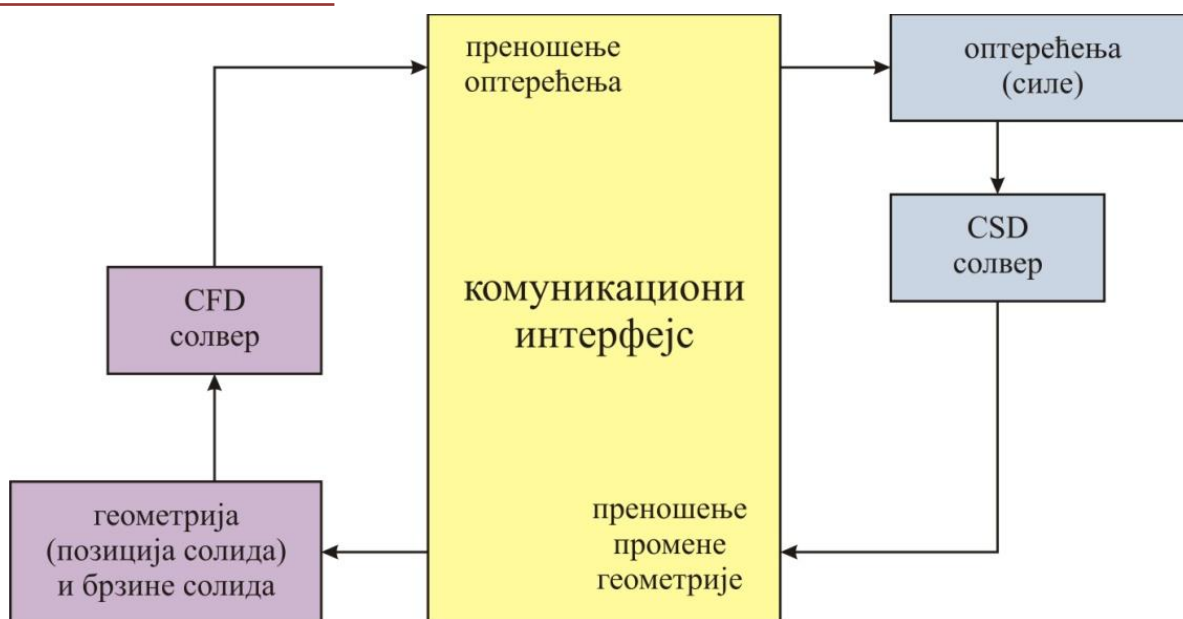 преношење
оптерећења
оптерећења
(силе)
CSD
солвер
CFD
солвер
комуникациони
интерфејс
преношење
промене
геометрије
геометрија
(позиција солида)
и брзине солида